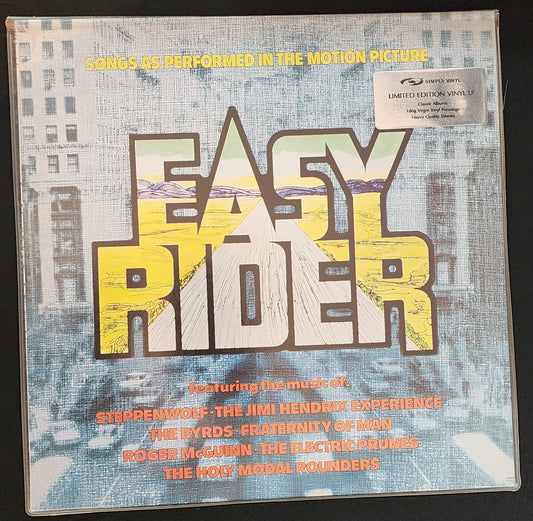 SONGS AS PERFORMED IN THE MOTION PICTURE
SIMPLY VINYL
LIMITED EDITION VINYL LP
Classic Albums
180g Virgin Vinyl Pressings
Heavy Quality Sleeves
EASY
RIDER
featuring the music of:
STEPPENWOLF · THE JIMI HENDRIX EXPERIENCE
THE BYRDS · FRATERNITY OF MAN
ROGER McGUINN · THE ELECTRIC PRUNES
THE HOLY MODAL ROUNDERS